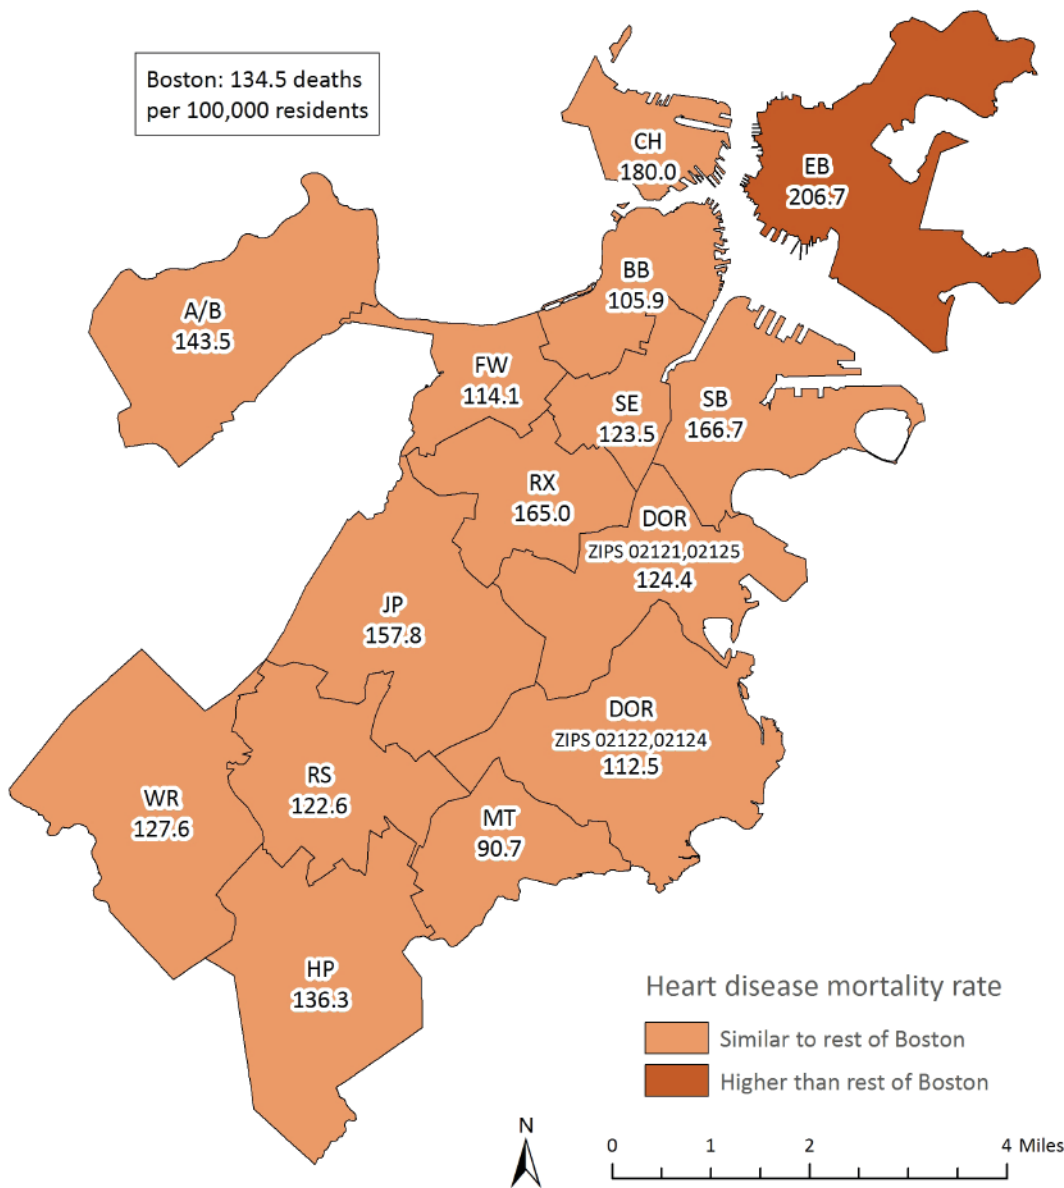 Boston: 134.5 deaths
per 100,000 residents
CH
180.0
EB
206.7
BB
105.9
A/B
143.5
FW
114.1
SE
123.5
SB
166.7
RX
165.0
DOR
ZIPS 02121,02125
124.4
JP
157.8
DOR
ZIPS 02122,02124
112.5
RS
122.6
WR
127.6
MT
90.7
HP
136.3
Heart disease mortality rate
Similar to rest of Boston
Higher than rest of Boston
N
0 1 2 4 Miles